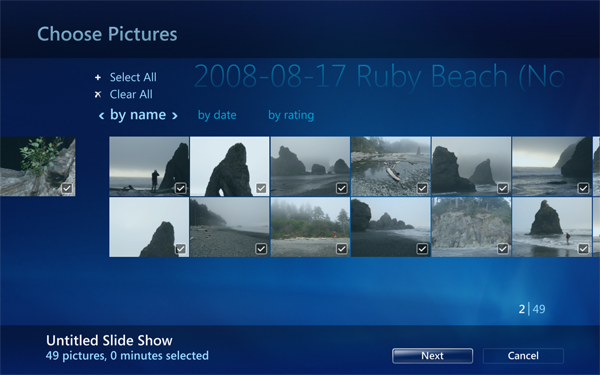 Choose Pictures
Select All
2008-08-17 Ruby Beach (No
Clear All
by name
by date
by rating
2 | 49
Untitled Slide Show
49 pictures, 0 minutes selected
Next
Cancel